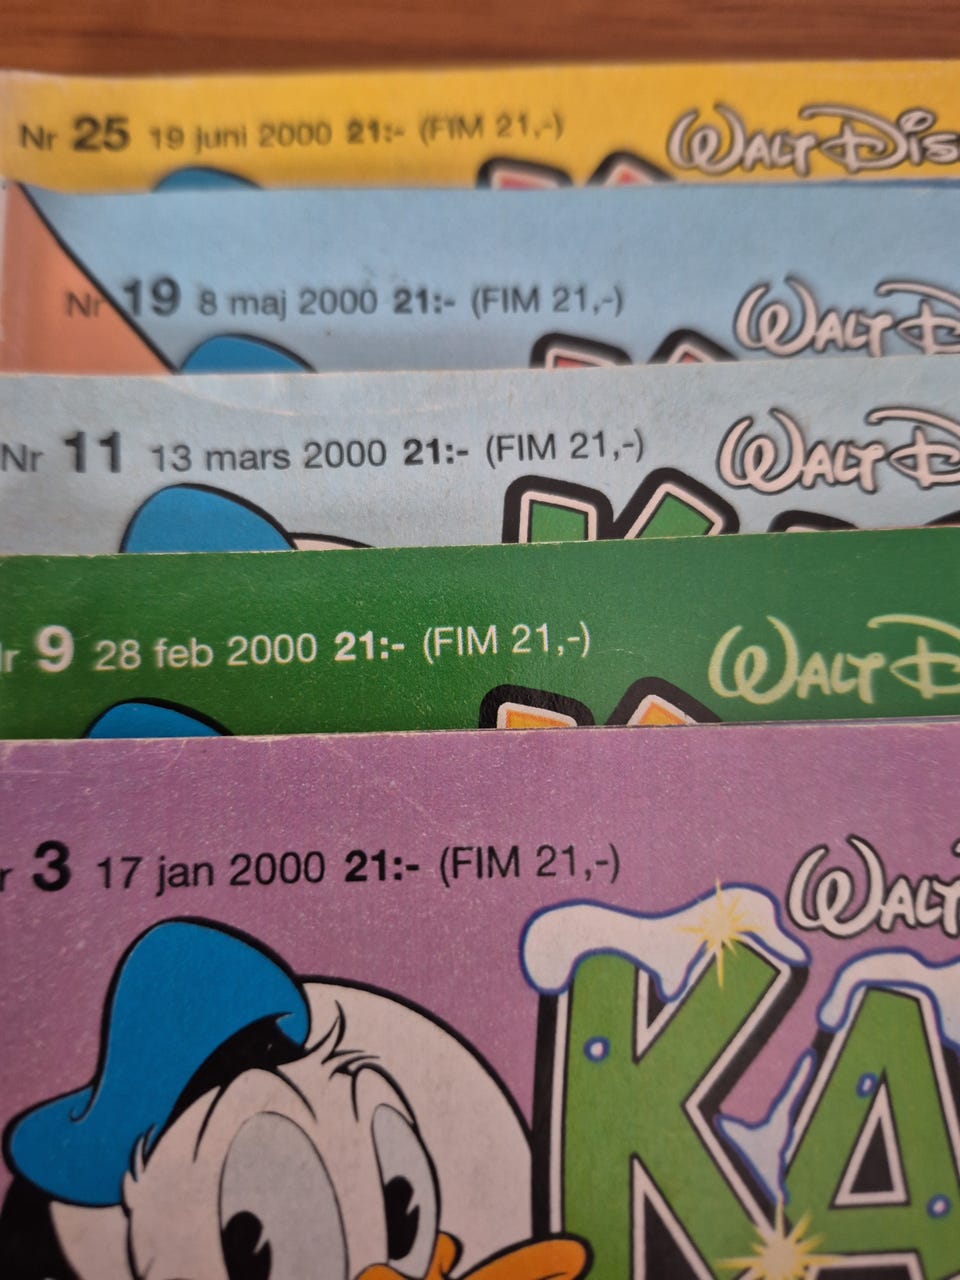 Nr 25 19 juni 2000 21:- (FIM 21,-)
WALT DIS
Nr 19 8 maj 2000 21:- (FIM 21,-)
WALT D
Nr 11 13 mars 2000 21:- (FIM 21,-)
WALT D
Nr 9 28 feb 2000 21:- (FIM 21,-)
WALT D
r 3 17 jan 2000 21:- (FIM 21,-)
WALT
KA